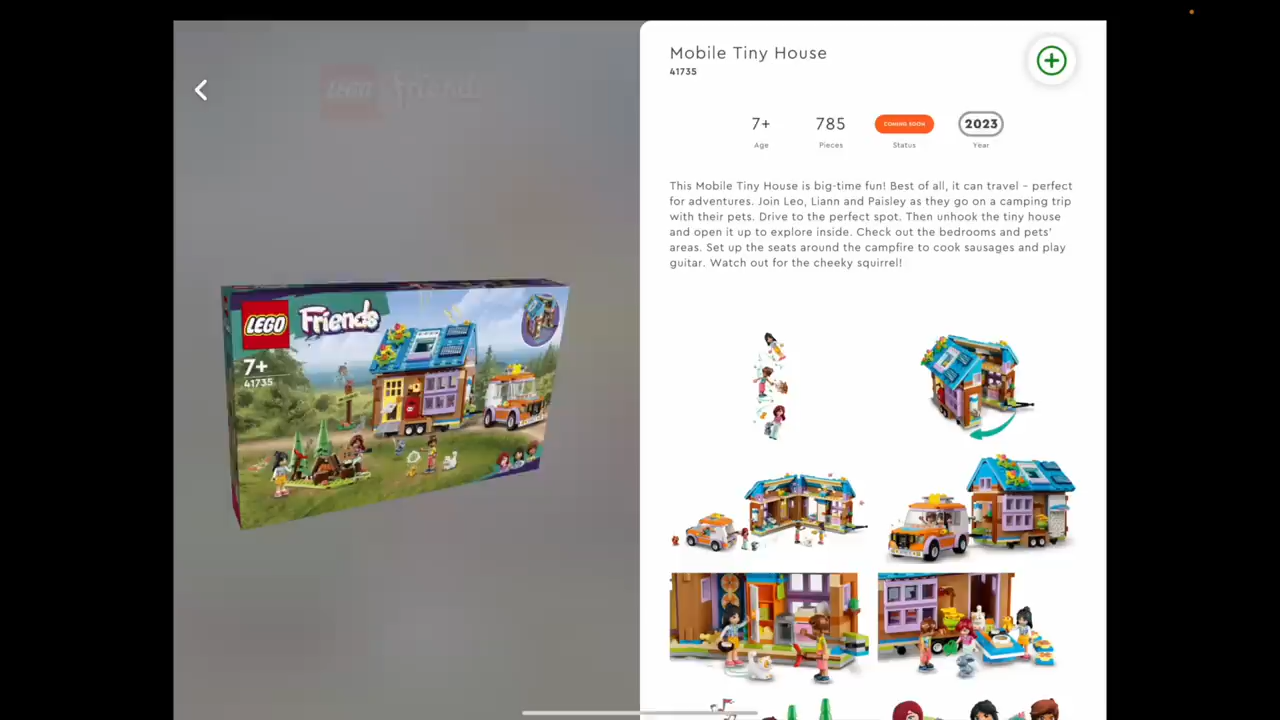 LEGO friends
LEGO Friends
7+
41735
Mobile Tiny House
41735
7+
785
COMING SOON
2023
Age
Pieces
Status
Year
This Mobile Tiny House is big-time fun! Best of all, it can travel – perfect
for adventures. Join Leo, Liann and Paisley as they go on a camping trip
with their pets. Drive to the perfect spot. Then unhook the tiny house
and open it up to explore inside. Check out the bedrooms and pets'
areas. Set up the seats around the campfire to cook sausages and play
guitar. Watch out for the cheeky squirrel!